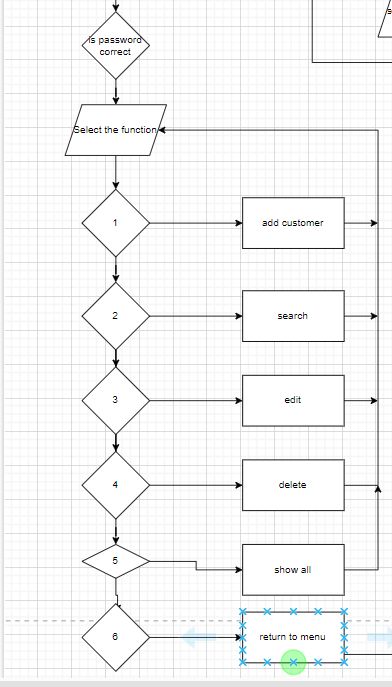 is password
correct
Select the function
1
add customer
2
search
3
edit
4
delete
5
show all
6
return to menu